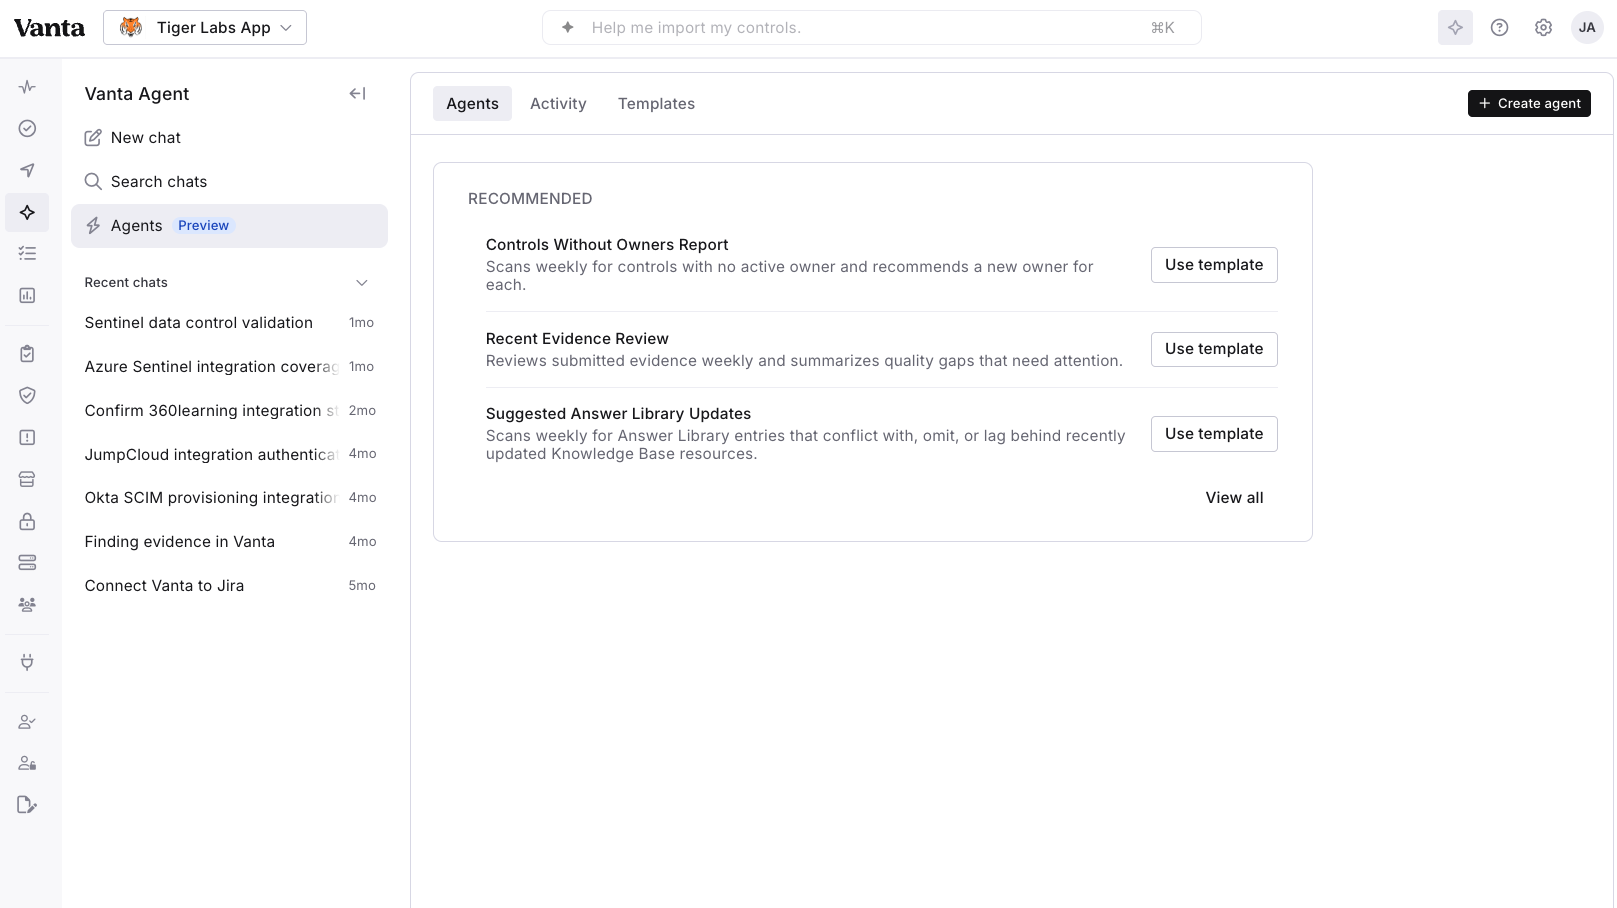 Vanta
Tiger Labs App
Help me import my controls.
⌘K
JA
Vanta Agent
New chat
Search chats
Agents Preview
Recent chats
Sentinel data control validation 1mo
Azure Sentinel integration coverag 1mo
Confirm 360learning integration st 2mo
JumpCloud integration authenticat 4mo
Okta SCIM provisioning integration 4mo
Finding evidence in Vanta 4mo
Connect Vanta to Jira 5mo
Agents Activity Templates
+ Create agent
RECOMMENDED
Controls Without Owners Report
Scans weekly for controls with no active owner and recommends a new owner for
each.
Use template
Recent Evidence Review
Reviews submitted evidence weekly and summarizes quality gaps that need attention.
Use template
Suggested Answer Library Updates
Scans weekly for Answer Library entries that conflict with, omit, or lag behind recently
updated Knowledge Base resources.
Use template
View all